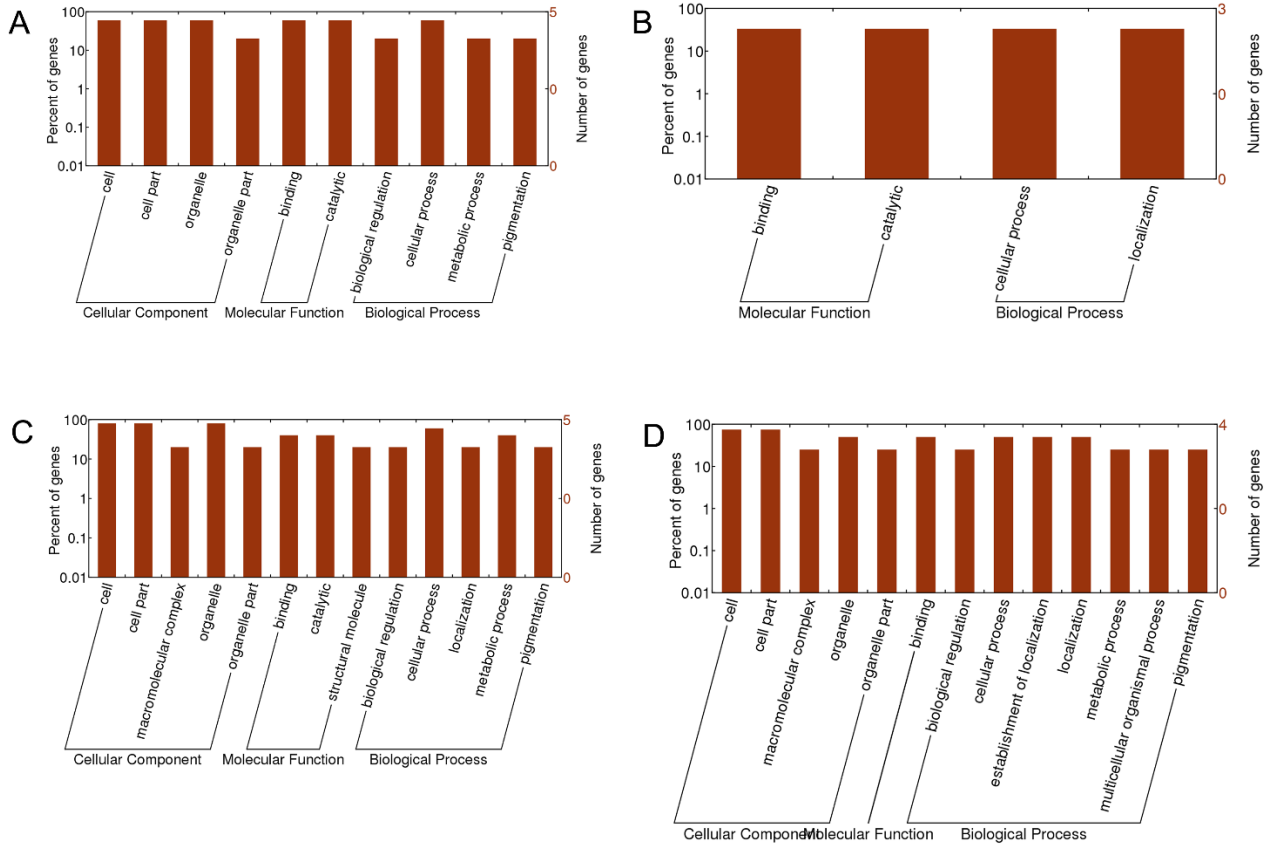 A
Percent of genes
100
10
1
0.1
0.01
5
0
0
Number of genes
cell
cell part
organelle
organelle part
binding
catalytic
biological regulation
cellular process
metabolic process
pigmentation
Cellular Component
Molecular Function
Biological Process
B
Percent of genes
100
10
1
0.1
0.01
3
0
0
Number of genes
binding
catalytic
cellular process
localization
Molecular Function
Biological Process
C
Percent of genes
100
10
1
0.1
0.01
5
0
0
Number of genes
cell
cell part
macromolecular complex
organelle
organelle part
binding
catalytic
structural molecule
biological regulation
cellular process
localization
metabolic process
pigmentation
Cellular Component
Molecular Function
Biological Process
D
Percent of genes
100
10
1
0.1
0.01
4
0
0
Number of genes
cell
cell part
macromolecular complex
organelle
organelle part
binding
biological regulation
cellular process
establishment of localization
localization
metabolic process
multicellular organismal process
pigmentation
Cellular Component
Molecular Function
Biological Process